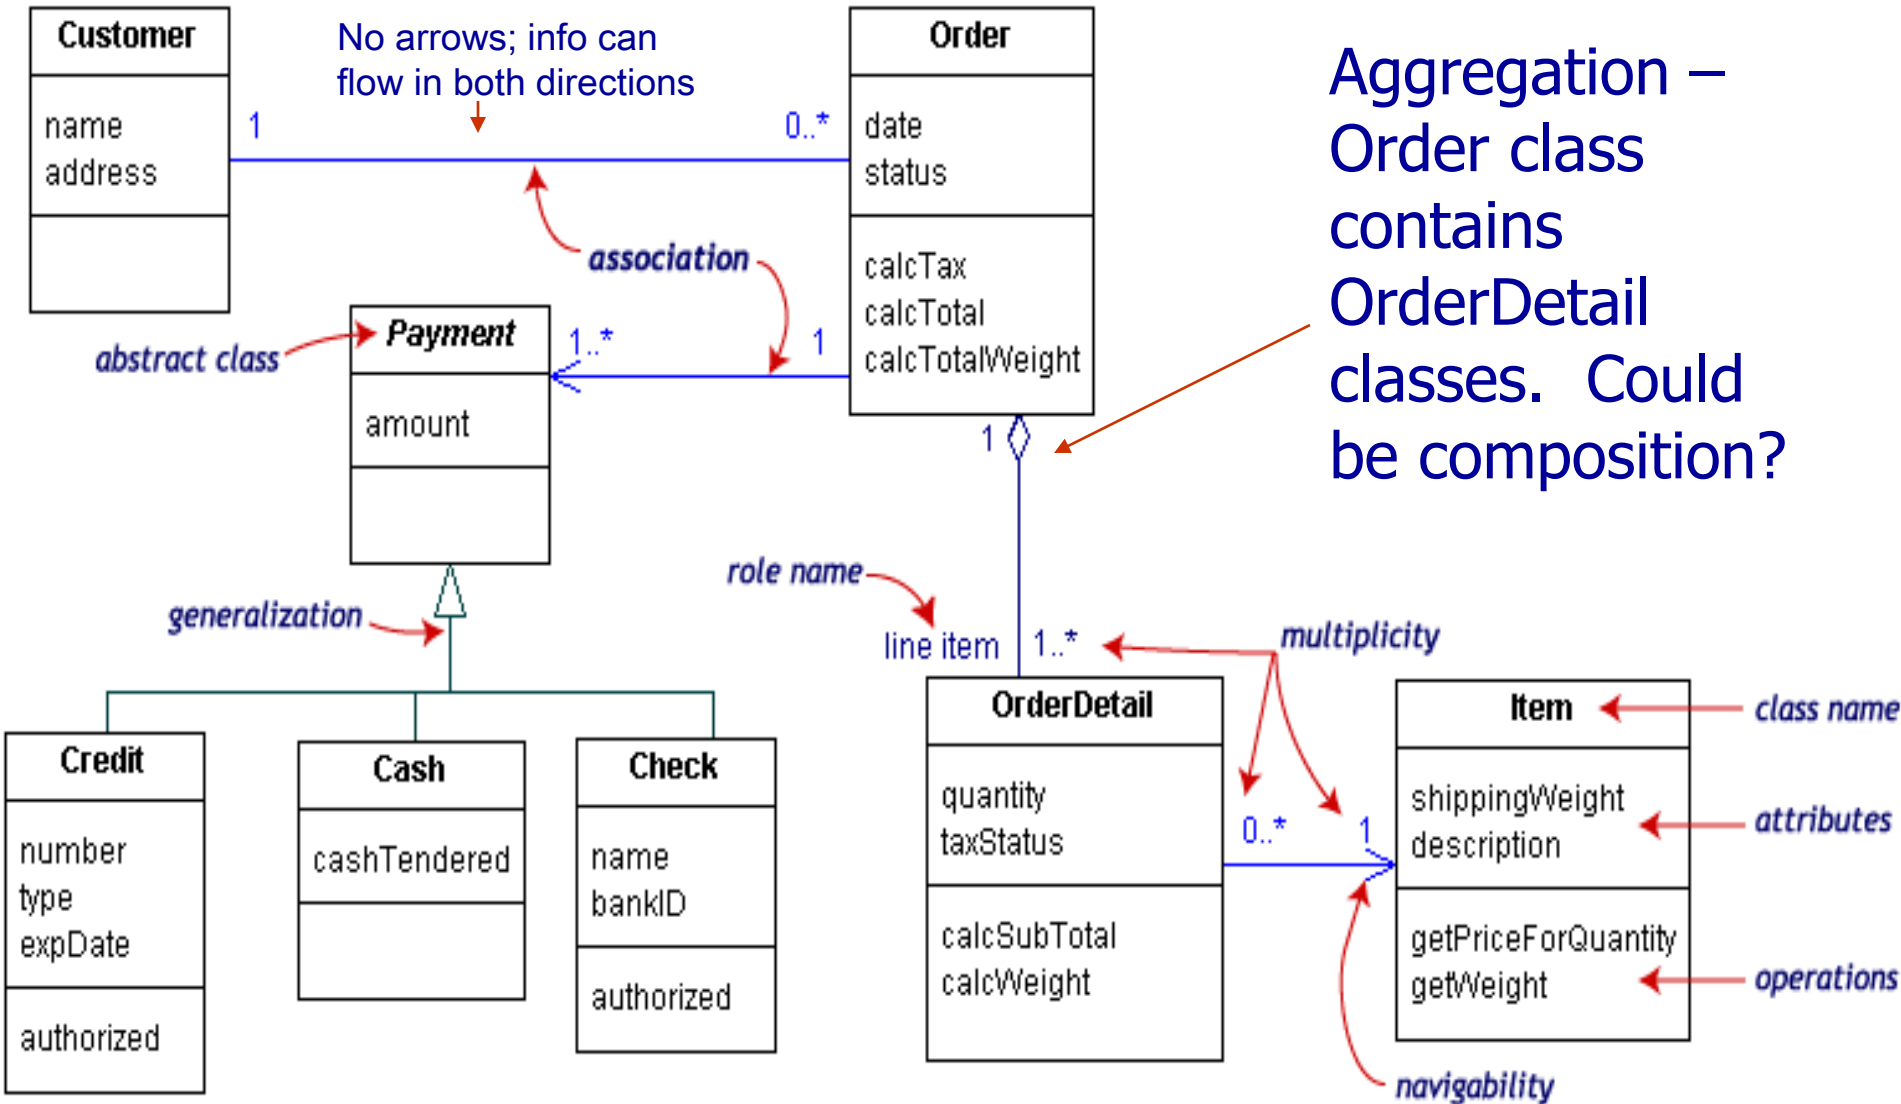 Customer
name
address
No arrows; info can
flow in both directions
1
0..*
association
Order
date
status
calcTax
calcTotal
calcTotalWeight
Aggregation –
Order class
contains
OrderDetail
classes.  Could
be composition?
abstract class
Payment
amount
1..*
1
1
generalization
role name
line item
1..*
multiplicity
Credit
number
type
expDate
authorized
Cash
cashTendered
Check
name
bankID
authorized
OrderDetail
quantity
taxStatus
calcSubTotal
calcWeight
0..*
1
Item
shippingWeight
description
getPriceForQuantity
getWeight
class name
attributes
operations
navigability